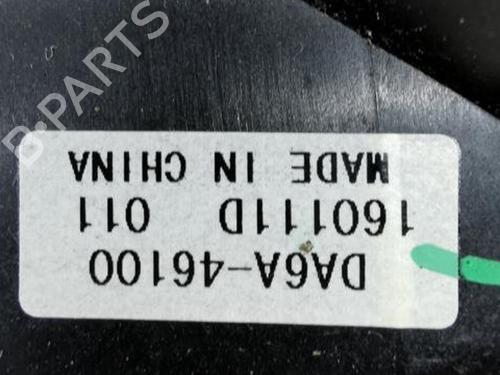 DA6A-46100
160111D 011
MADE IN CHINA
B-PARTS